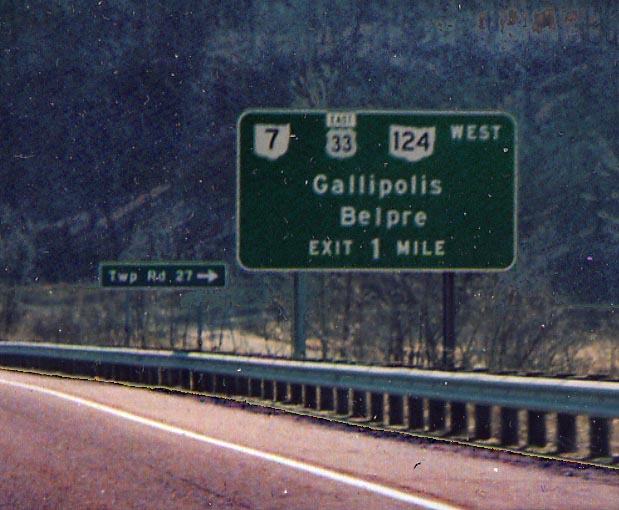 EAST
7 33 124 WEST
Gallipolis
Belpre
EXIT 1 MILE
Twp Rd 27